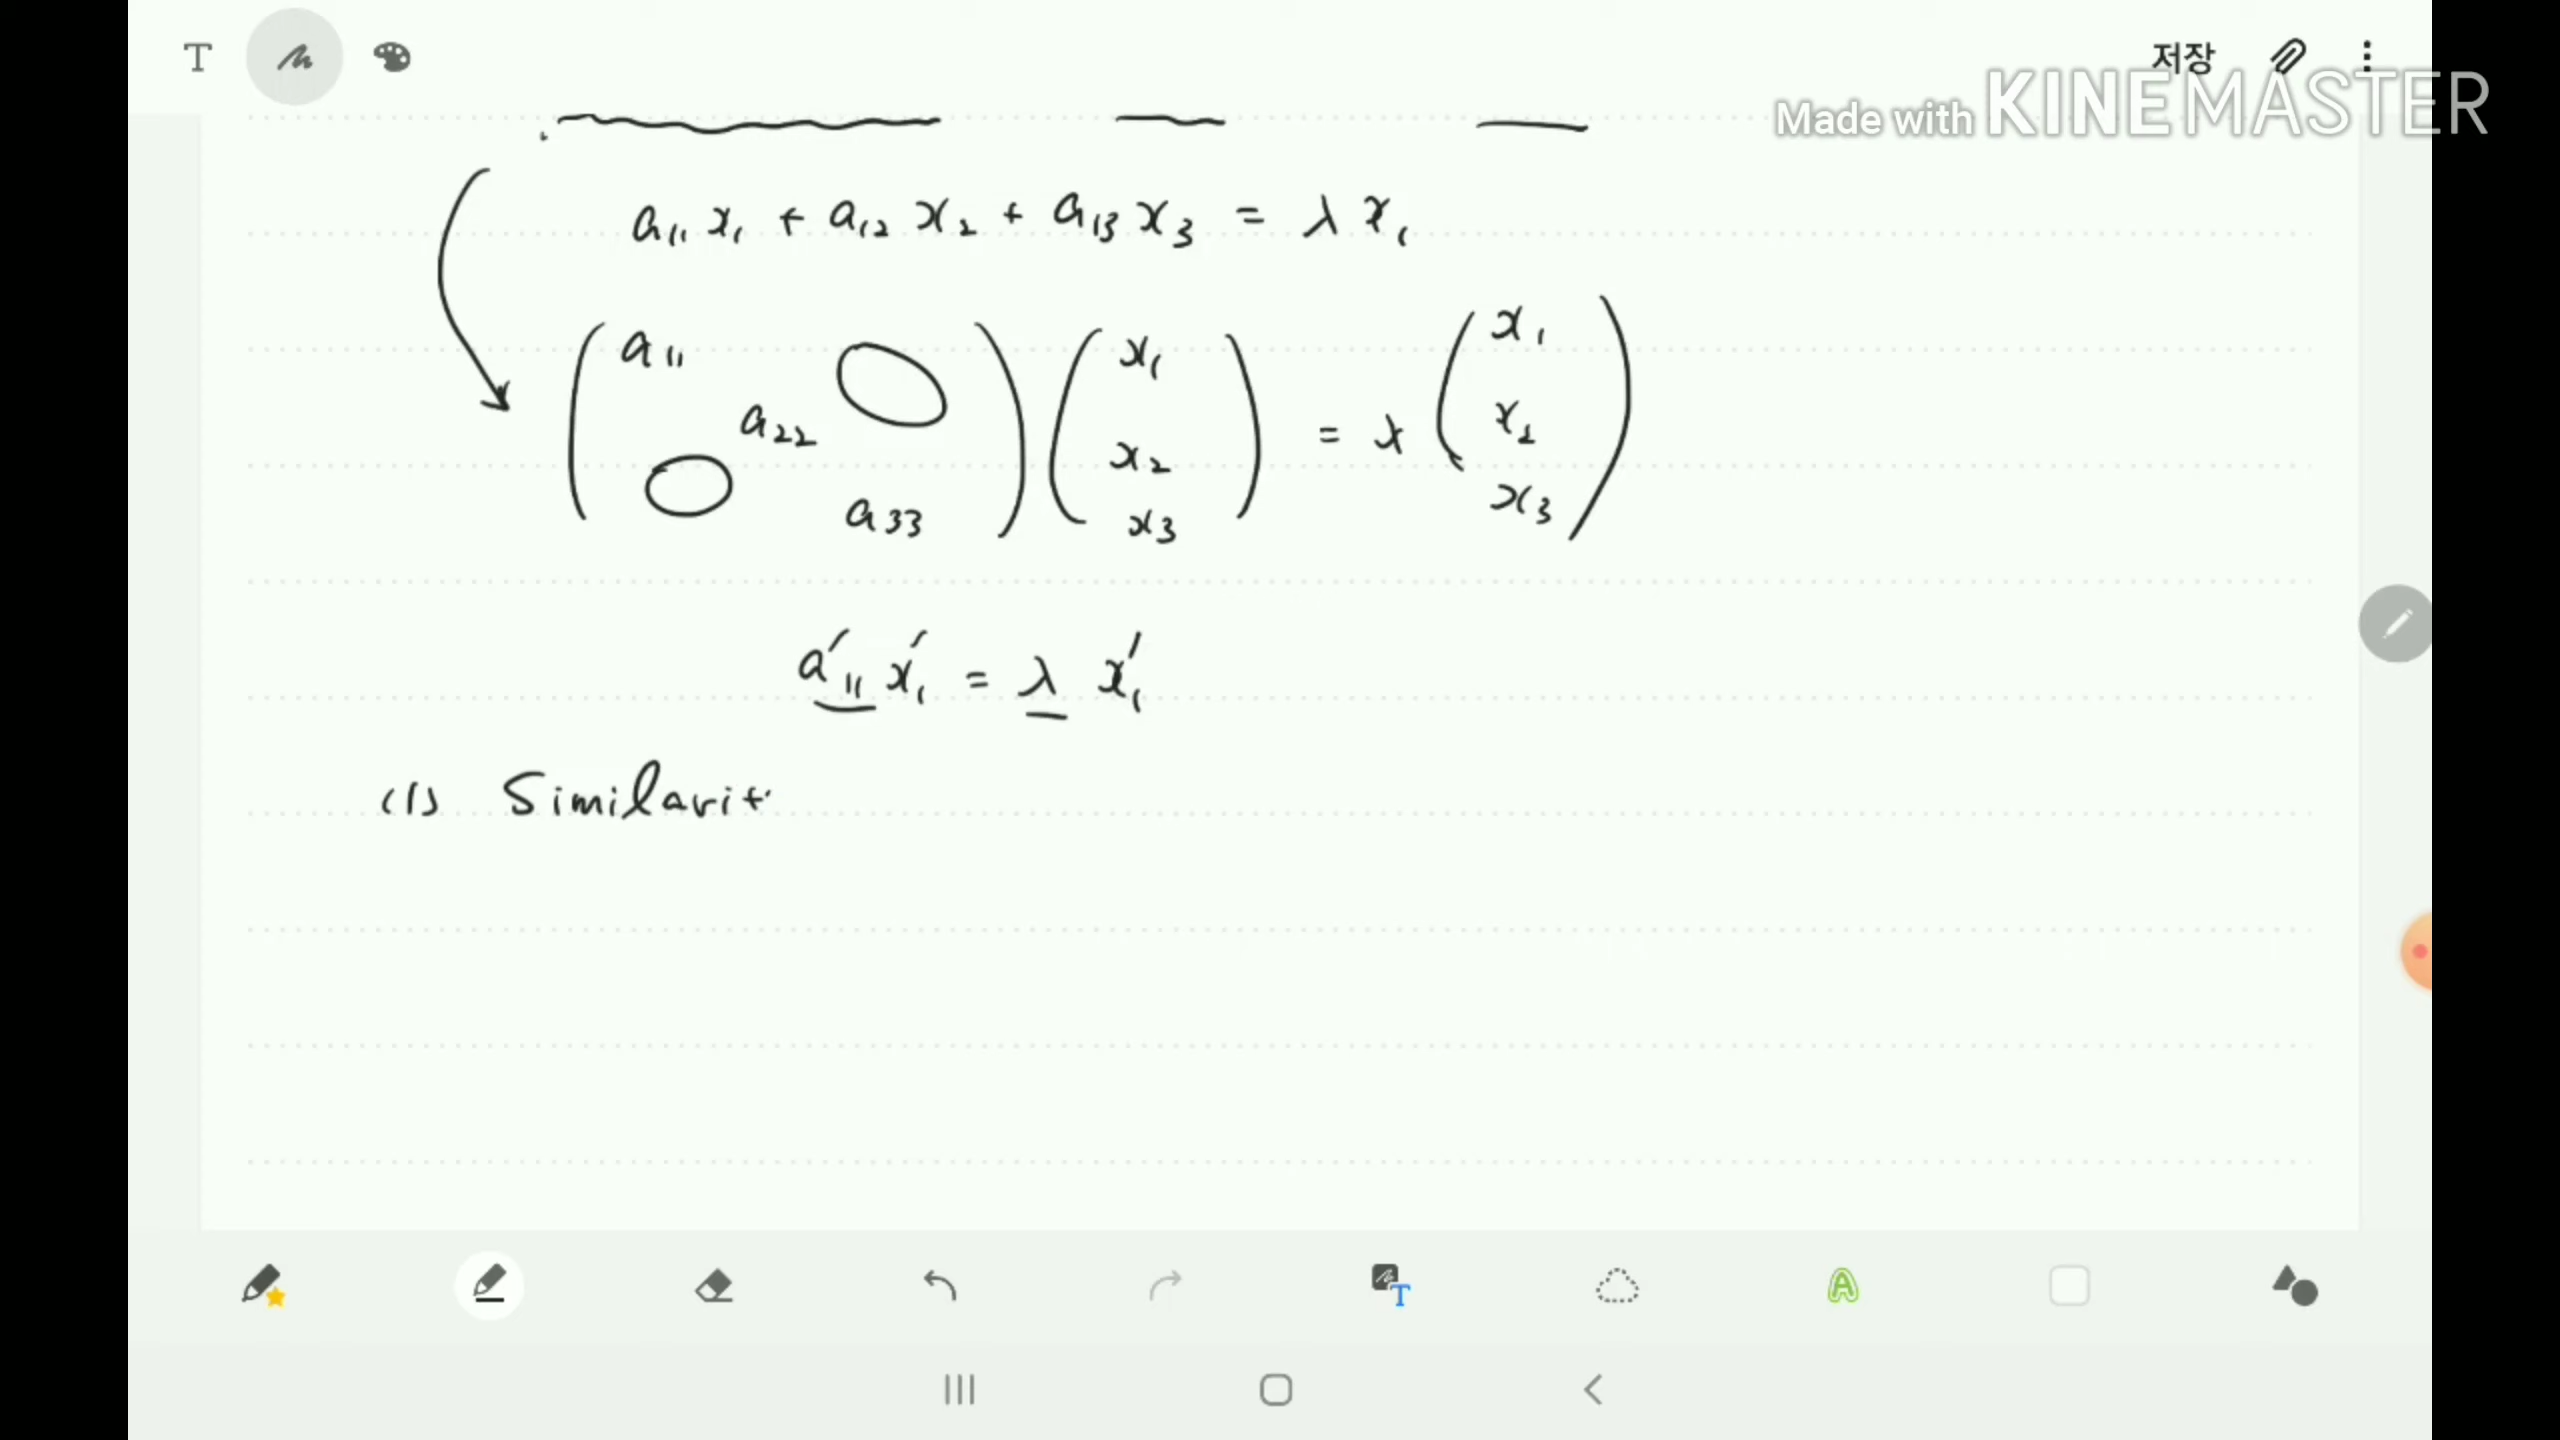 T 저장
Made with KINEMASTER
a₁₁ x₁ + a₁₂ x₂ + a₁₃ x₃ = λ x₁
( a₁₁ a₂₂ a₃₃ ) ( x₁ x₂ x₃ ) = λ ( x₁ x₂ x₃ )
a′₁₁ x′₁ = λ x′₁
(1) Similarit
T A